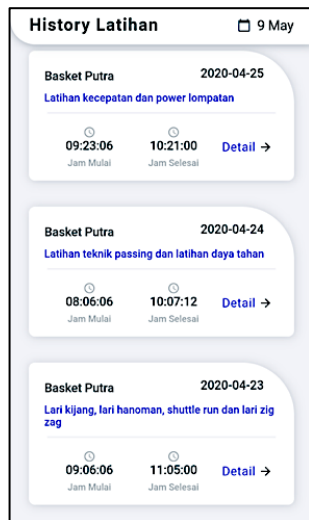 History Latihan 9 May
Basket Putra 2020-04-25
Latihan kecepatan dan power lompatan
09:23:06 10:21:00 Detail →
Jam Mulai Jam Selesai
Basket Putra 2020-04-24
Latihan teknik passing dan latihan daya tahan
08:06:06 10:07:12 Detail →
Jam Mulai Jam Selesai
Basket Putra 2020-04-23
Lari kijang, lari hanoman, shuttle run dan lari zig
zag
09:06:06 11:05:00 Detail →
Jam Mulai Jam Selesai